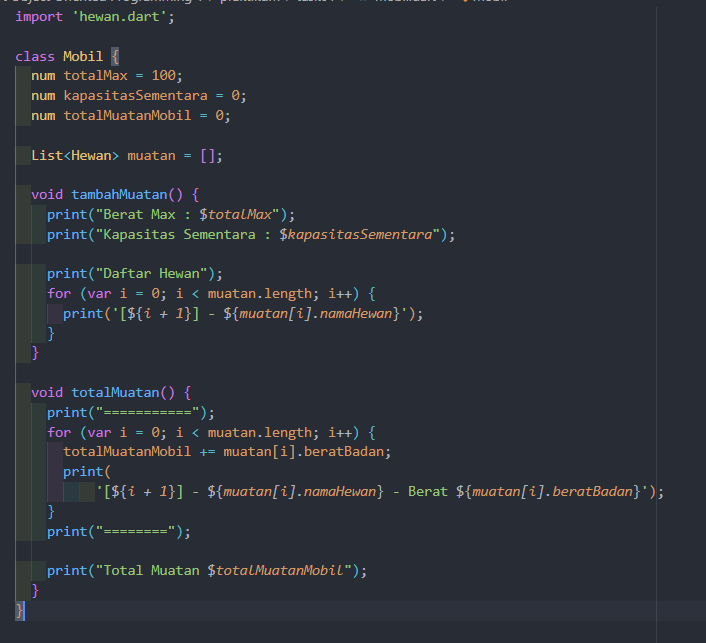 import 'hewan.dart';
class Mobil {
num totalMax = 100;
num kapasitasSementara = 0;
num totalMuatanMobil = 0;
List<Hewan> muatan = [];
void tambahMuatan() {
print("Berat Max : $totalMax");
print("Kapasitas Sementara : $kapasitasSementara");
print("Daftar Hewan");
for (var i = 0; i < muatan.length; i++) {
print('[${i + 1}] - ${muatan[i].namaHewan}');
}
}
void totalMuatan() {
print("===========");
for (var i = 0; i < muatan.length; i++) {
totalMuatanMobil += muatan[i].beratBadan;
print(
'[${i + 1}] - ${muatan[i].namaHewan} - Berat ${muatan[i].beratBadan}');
}
print("========");
print("Total Muatan $totalMuatanMobil");
}
}